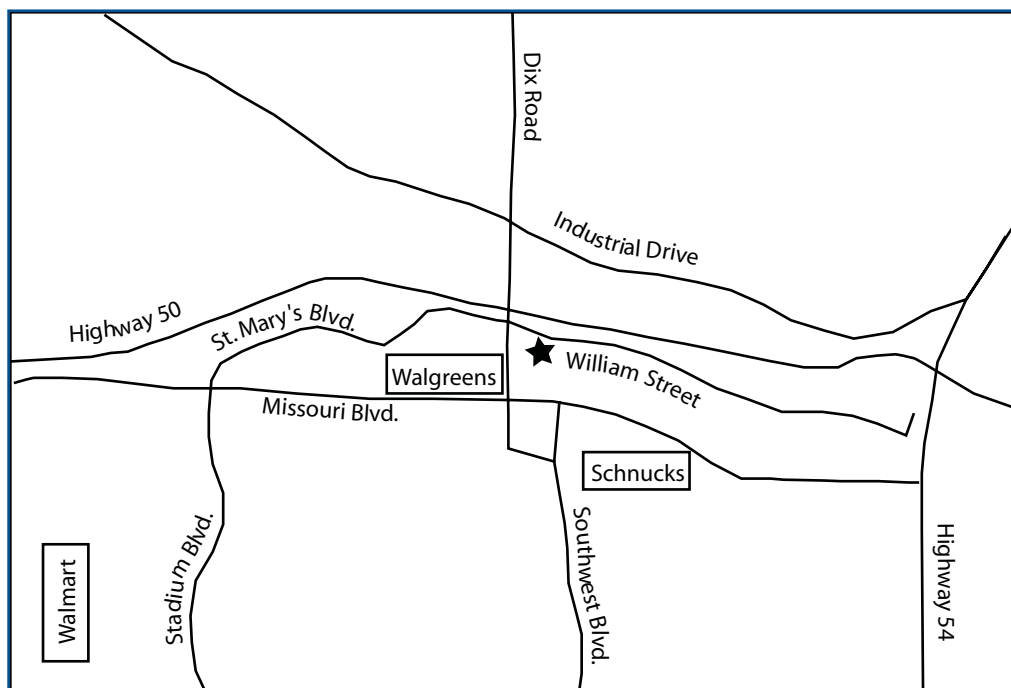 Dix Road
Industrial Drive
Highway 50
St. Mary's Blvd.
Walgreens
William Street
Missouri Blvd.
Schnucks
Stadium Blvd.
Southwest Blvd.
Highway 54
Walmart